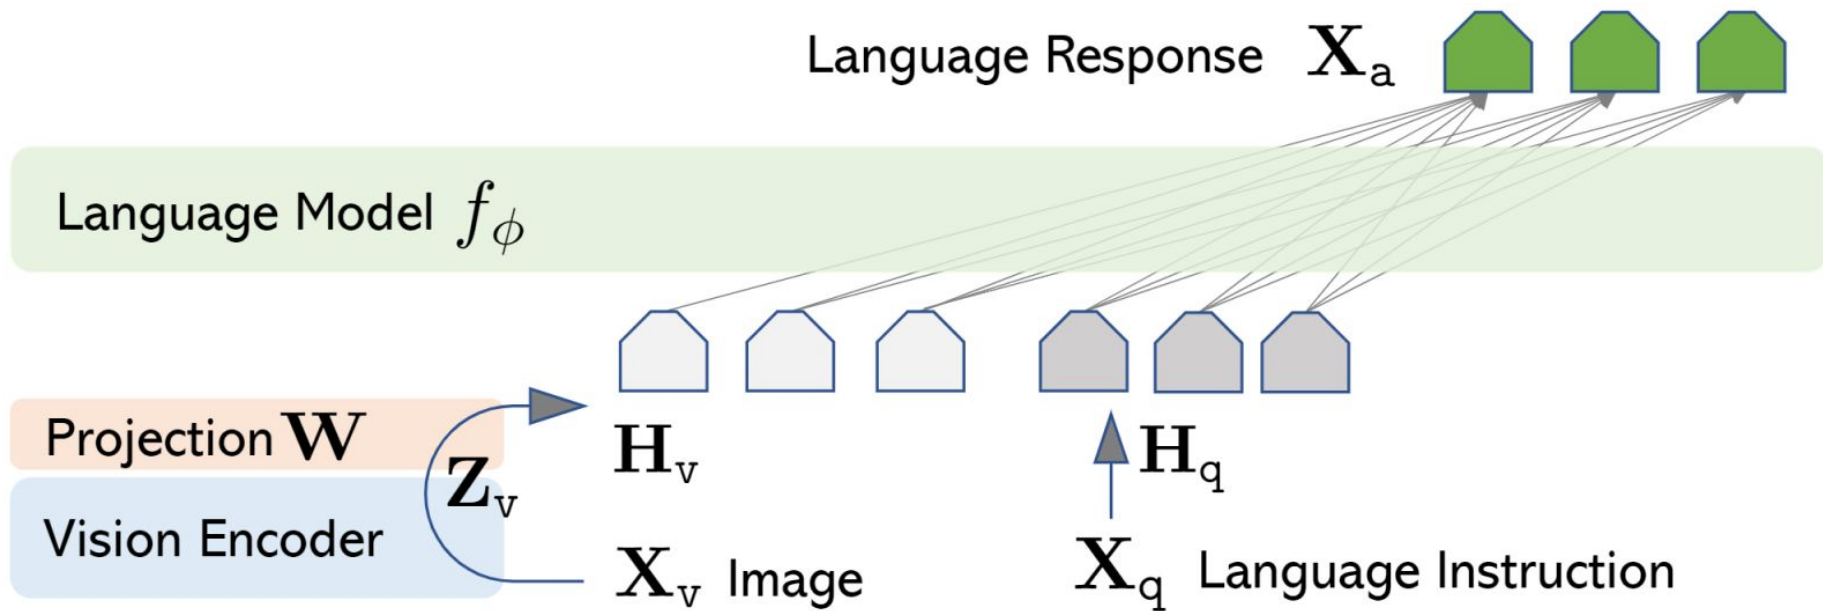 Language Response X_a
Language Model f_ϕ
Projection W
Z_v
Vision Encoder
H_v
H_q
X_v Image
X_q Language Instruction